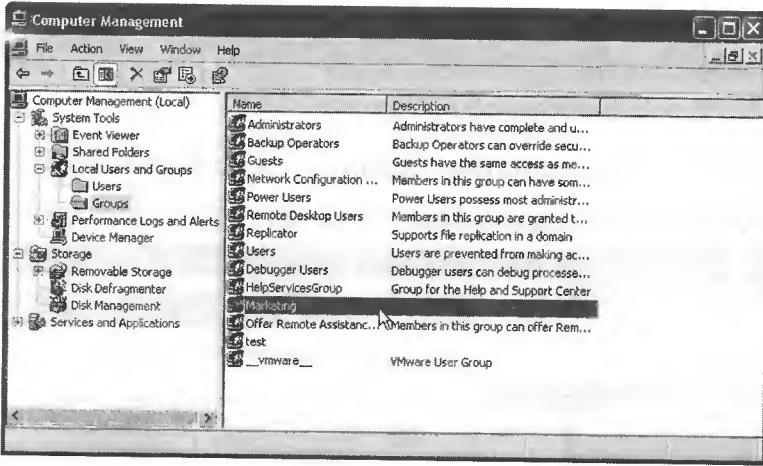 Computer Management
File Action View Window Help
Computer Management (Local)
System Tools
Event Viewer
Shared Folders
Local Users and Groups
Users
Groups
Performance Logs and Alerts
Device Manager
Storage
Removable Storage
Disk Defragmenter
Disk Management
Services and Applications
Name Description
Administrators Administrators have complete and u...
Backup Operators Backup Operators can override secu...
Guests Guests have the same access as me...
Network Configuration ... Members in this group can have som...
Power Users Power Users possess most administr...
Remote Desktop Users Members in this group are granted t...
Replicator Supports file replication in a domain
Users Users are prevented from making ac...
Debugger Users Debugger users can debug processe...
HelpServicesGroup Group for the Help and Support Center
Marketing
Offer Remote Assistanc... Members in this group can offer Rem...
test
__vmware__ VMware User Group